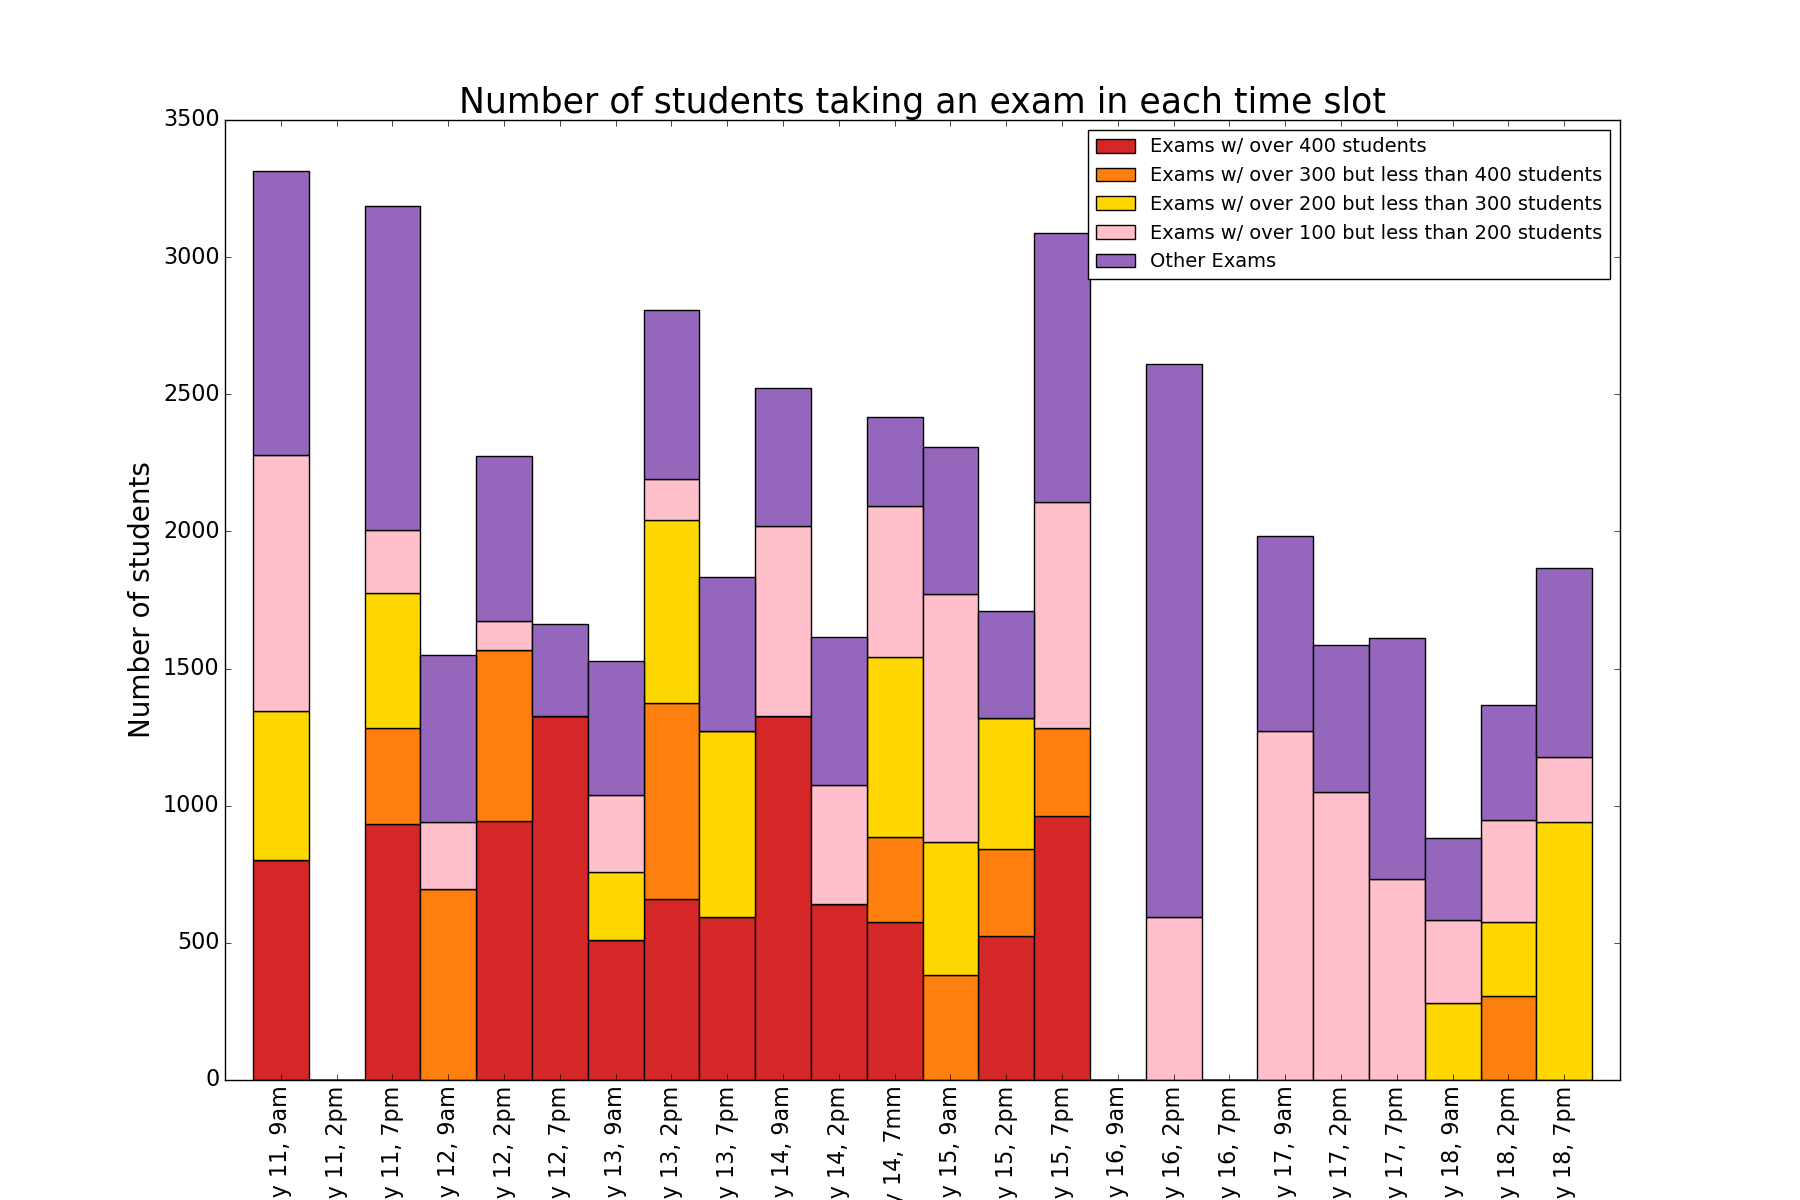 Number of students taking an exam in each time slot
Exams w/ over 400 students
Exams w/ over 300 but less than 400 students
Exams w/ over 200 but less than 300 students
Exams w/ over 100 but less than 200 students
Other Exams
Number of students
3500
3000
2500
2000
1500
1000
500
0
y 11, 9am
y 11, 2pm
y 11, 7pm
y 12, 9am
y 12, 2pm
y 12, 7pm
y 13, 9am
y 13, 2pm
y 13, 7pm
y 14, 9am
y 14, 2pm
y 14, 7mm
y 15, 9am
y 15, 2pm
y 15, 7pm
y 16, 9am
y 16, 2pm
y 16, 7pm
y 17, 9am
y 17, 2pm
y 17, 7pm
y 18, 9am
y 18, 2pm
y 18, 7pm